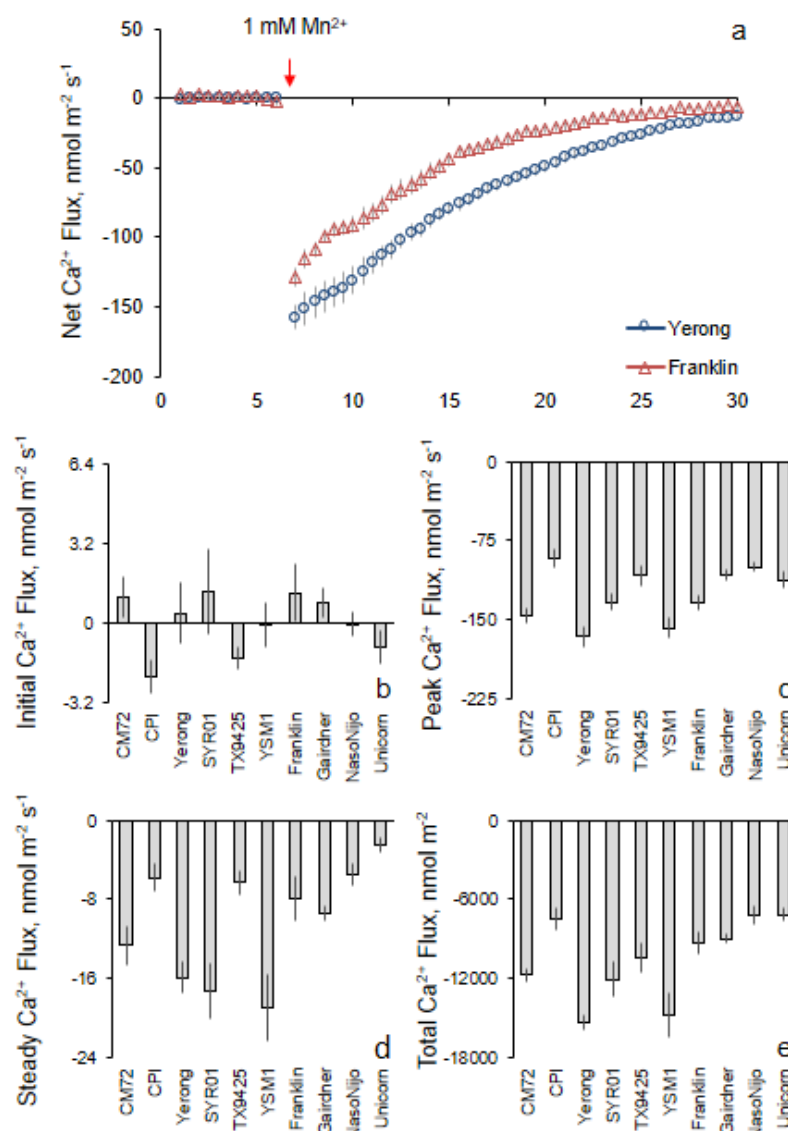 1 mM Mn²⁺
a
Net Ca²⁺ Flux, nmol m⁻² s⁻¹
50
0
-50
-100
-150
-200
Yerong
Franklin
0 5 10 15 20 25 30
Initial Ca²⁺ Flux, nmol m⁻² s⁻¹
6.4
3.2
0
-3.2
b
CM72 CPI Yerong SYR01 TX9425 YSM1 Franklin Gairdner NasoNijo Unicorn
Peak Ca²⁺ Flux, nmol m⁻² s⁻¹
0
-75
-150
-225
c
CM72 CPI Yerong SYR01 TX9425 YSM1 Franklin Gairdner NasoNijo Unicorn
Steady Ca²⁺ Flux, nmol m⁻² s⁻¹
0
-8
-16
-24
d
CM72 CPI Yerong SYR01 TX9425 YSM1 Franklin Gairdner NasoNijo Unicorn
Total Ca²⁺ Flux, nmol m⁻²
0
-6000
-12000
-18000
e
CM72 CPI Yerong SYR01 TX9425 YSM1 Franklin Gairdner NasoNijo Unicorn